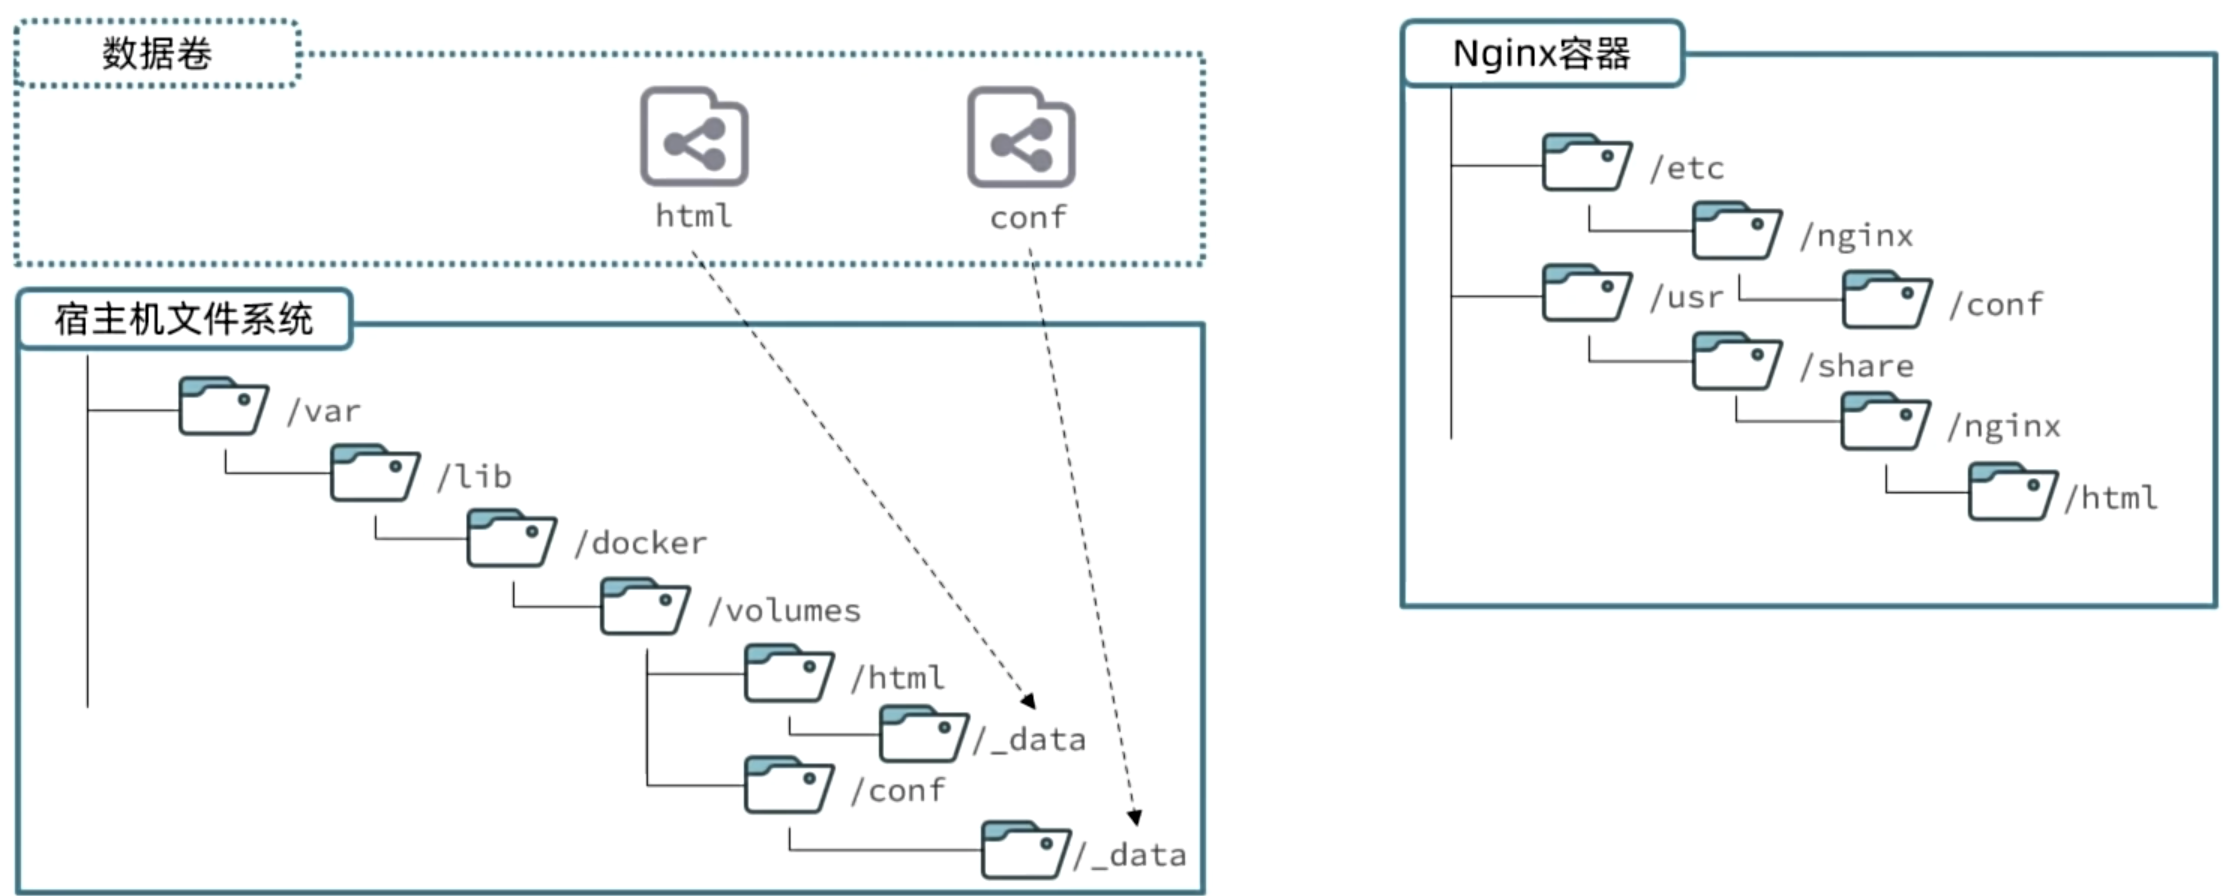 数据卷
html
conf
宿主机文件系统
/var
/lib
/docker
/volumes
/html
/_data
/conf
/_data
Nginx容器
/etc
/nginx
/conf
/usr
/share
/nginx
/html